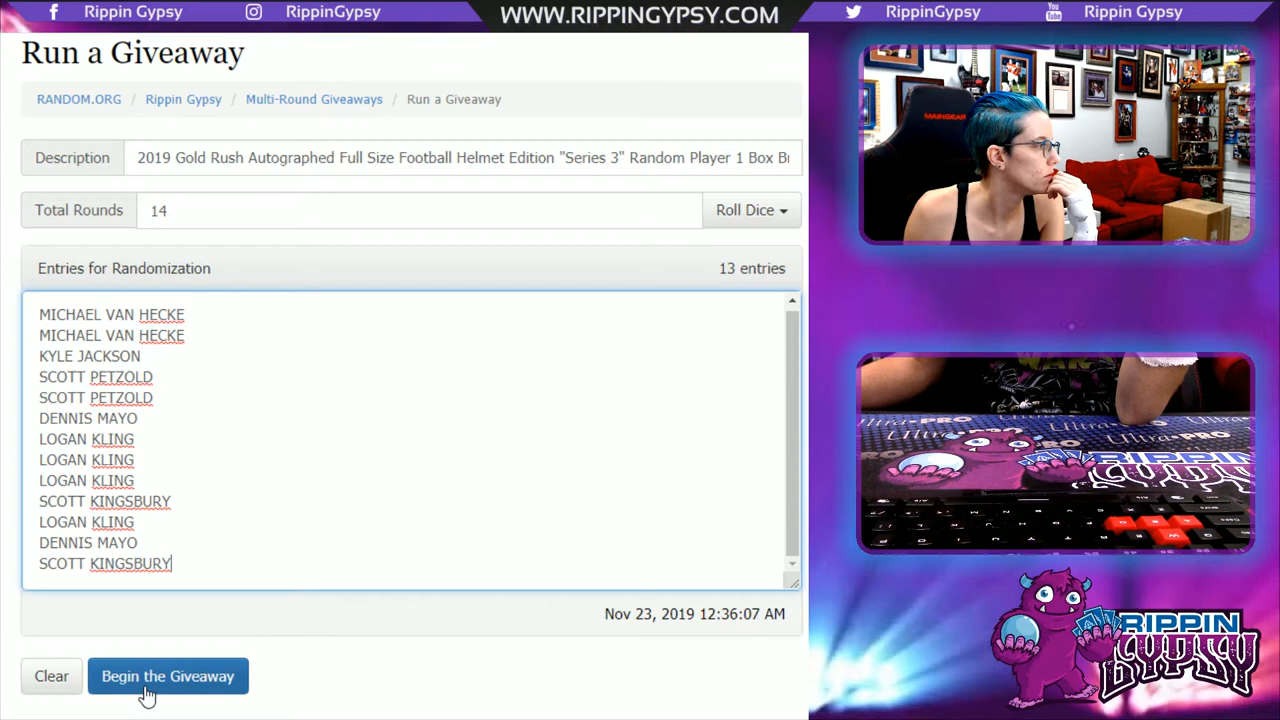 Rippin Gypsy
RippinGypsy
WWW.RIPPINGYPSY.COM
RippinGypsy
You Tube
Rippin Gypsy
Run a Giveaway
RANDOM.ORG / Rippin Gypsy / Multi-Round Giveaways / Run a Giveaway
Description
2019 Gold Rush Autographed Full Size Football Helmet Edition "Series 3" Random Player 1 Box
Total Rounds
14
Roll Dice
Entries for Randomization
13 entries
MICHAEL VAN HECKE
MICHAEL VAN HECKE
KYLE JACKSON
SCOTT PETZOLD
SCOTT PETZOLD
DENNIS MAYO
LOGAN KLING
LOGAN KLING
LOGAN KLING
SCOTT KINGSBURY
LOGAN KLING
DENNIS MAYO
SCOTT KINGSBURY
Nov 23, 2019 12:36:07 AM
Clear
Begin the Giveaway
MAINGEAR
Ultra·PRO
RIPPIN
GYPSY